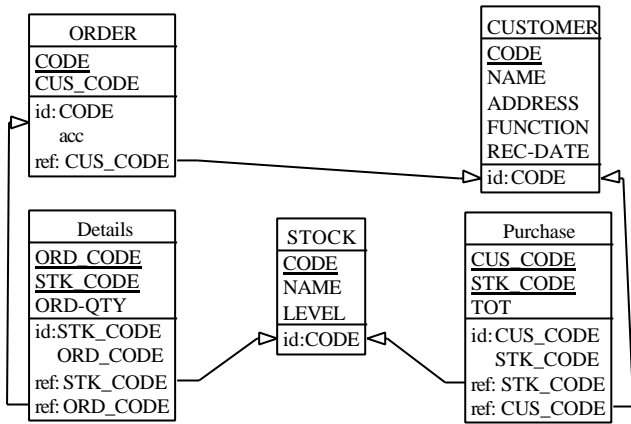 ORDER
CODE
CUS_CODE
id: CODE
acc
ref: CUS_CODE
CUSTOMER
CODE
NAME
ADDRESS
FUNCTION
REC-DATE
id: CODE
Details
ORD_CODE
STK_CODE
ORD-QTY
id:STK_CODE
ORD_CODE
ref: STK_CODE
ref: ORD_CODE
STOCK
CODE
NAME
LEVEL
id:CODE
Purchase
CUS_CODE
STK_CODE
TOT
id: CUS_CODE
STK_CODE
ref: STK_CODE
ref: CUS_CODE